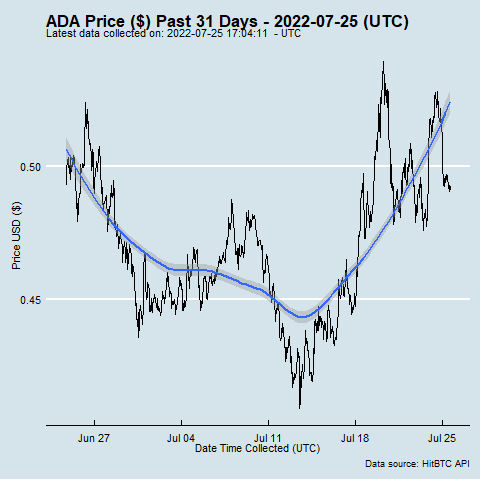 ADA Price ($) Past 31 Days - 2022-07-25 (UTC)
Latest data collected on: 2022-07-25 17:04:11  - UTC
0.50
Price USD ($)
0.45
Jun 27 Jul 04 Jul 11 Jul 18 Jul 25
Date Time Collected (UTC)
Data source: HitBTC API